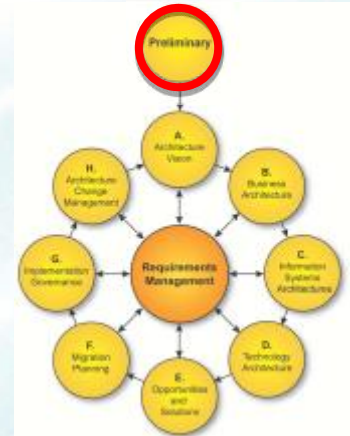 Preliminary
A.
Architecture
Vision
B.
Business
Architecture
C.
Information
Systems
Architectures
D.
Technology
Architecture
E.
Opportunities
and
Solutions
F.
Migration
Planning
G.
Implementation
Governance
H.
Architecture
Change
Management
Requirements
Management